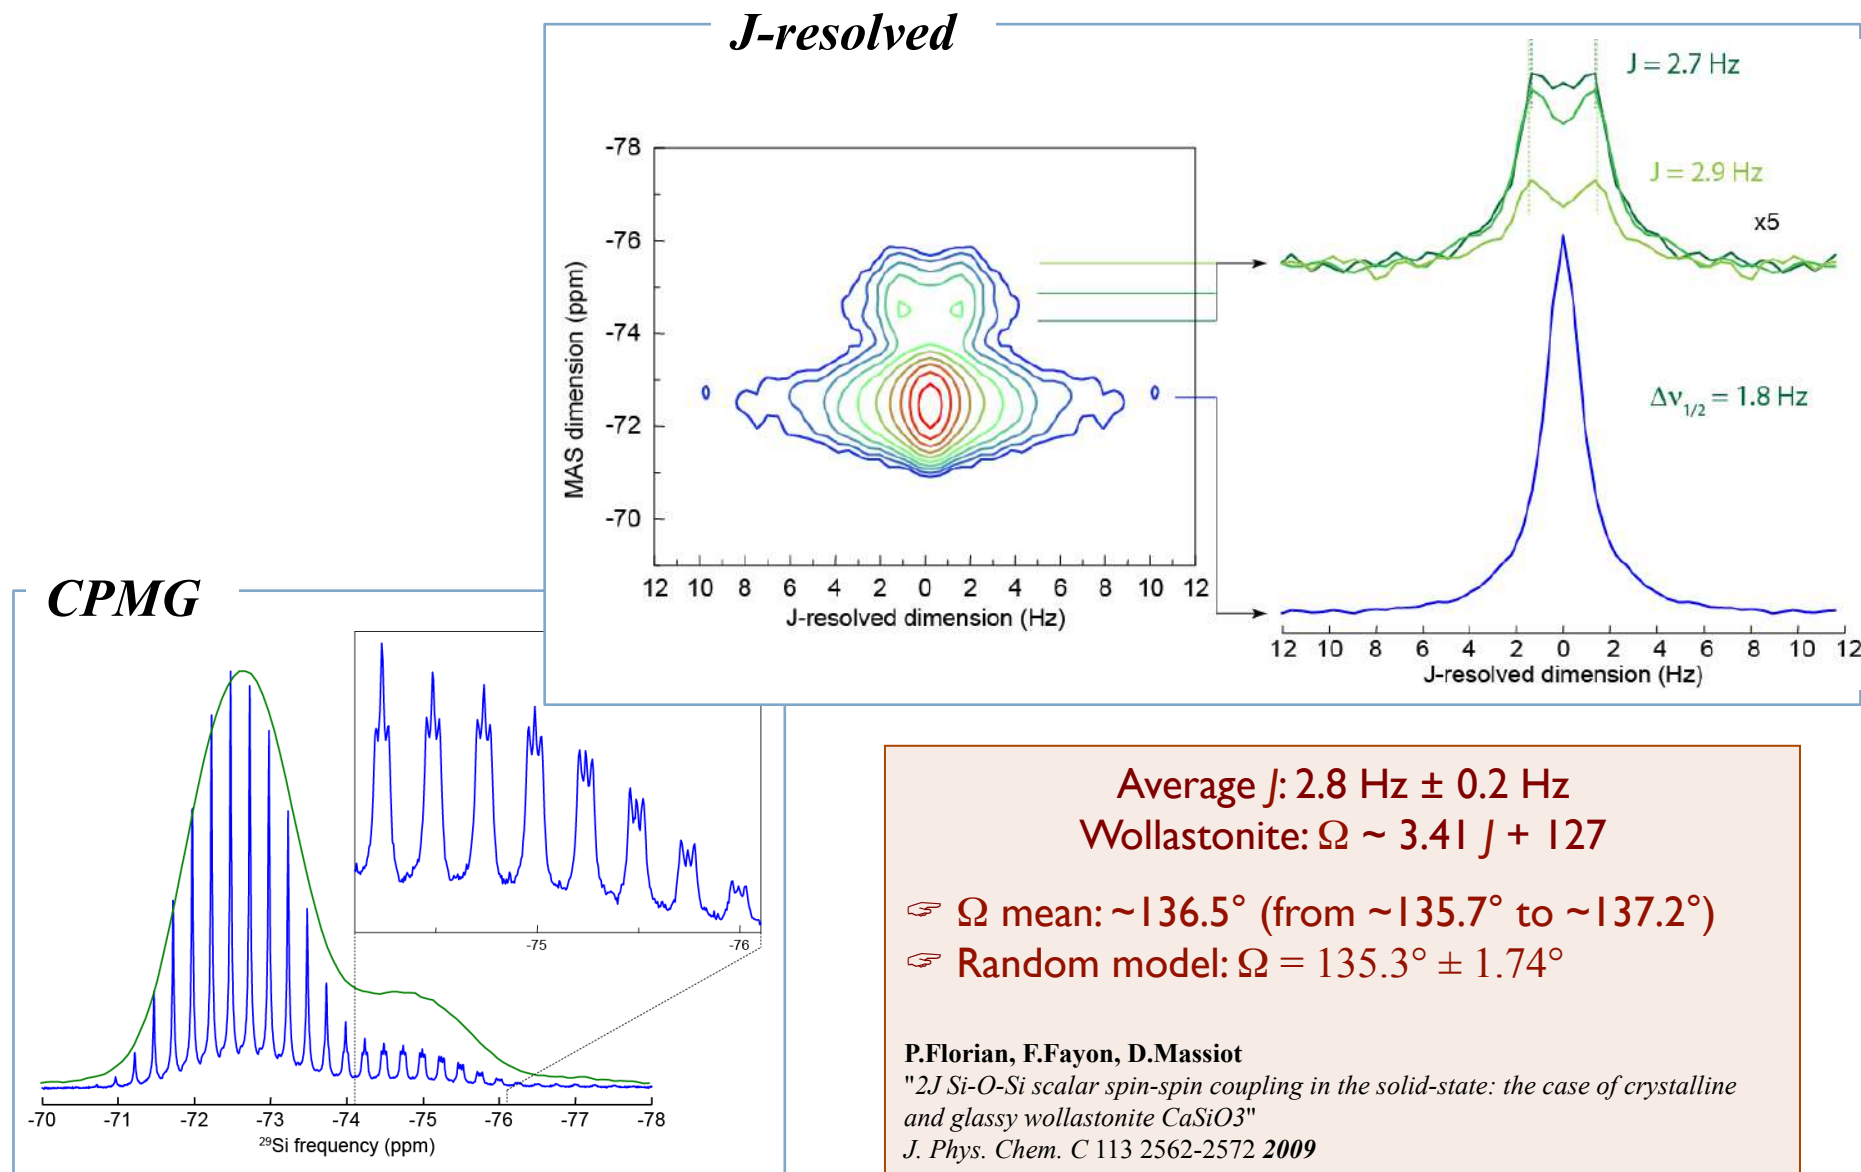 J-resolved
J = 2.7 Hz
J = 2.9 Hz
x5
Δν1/2 = 1.8 Hz
-78
-76
-74
-72
-70
MAS dimension (ppm)
12 10 8 6 4 2 0 2 4 6 8 10 12
J-resolved dimension (Hz)
12 10 8 6 4 2 0 2 4 6 8 10 12
J-resolved dimension (Hz)
CPMG
-75 -76
-70 -71 -72 -73 -74 -75 -76 -77 -78
29Si frequency (ppm)
Average J: 2.8 Hz ± 0.2 Hz
Wollastonite: Ω ~ 3.41 J + 127
☞ Ω mean: ~136.5° (from ~135.7° to ~137.2°)
☞ Random model: Ω = 135.3° ± 1.74°
P.Florian, F.Fayon, D.Massiot
"2J Si-O-Si scalar spin-spin coupling in the solid-state: the case of crystalline
and glassy wollastonite CaSiO3"
J. Phys. Chem. C 113 2562-2572 2009